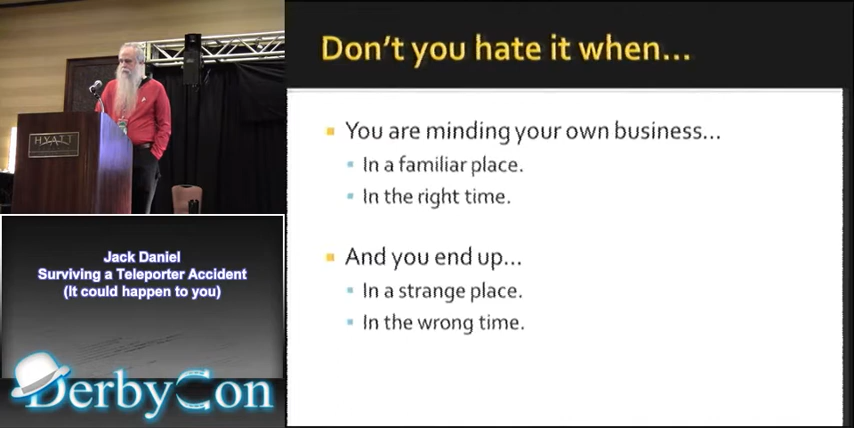 HYATT
Jack Daniel
Surviving a Teleporter Accident
(It could happen to you)
DerbyCon
Don't you hate it when...
You are minding your own business...
In a familiar place.
In the right time.
And you end up...
In a strange place.
In the wrong time.